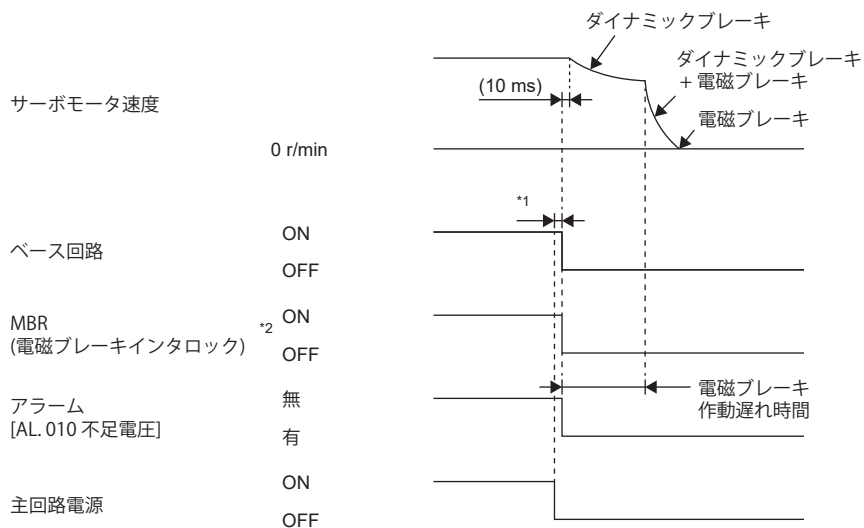 ダイナミックブレーキ
ダイナミックブレーキ
+ 電磁ブレーキ
(10 ms)
サーボモータ速度
電磁ブレーキ
0 r/min
*1
ON
ベース回路
OFF
MBR
(電磁ブレーキインタロック)
*2
ON
OFF
電磁ブレーキ
作動遅れ時間
アラーム
[AL. 010 不足電圧]
無
有
ON
主回路電源
OFF